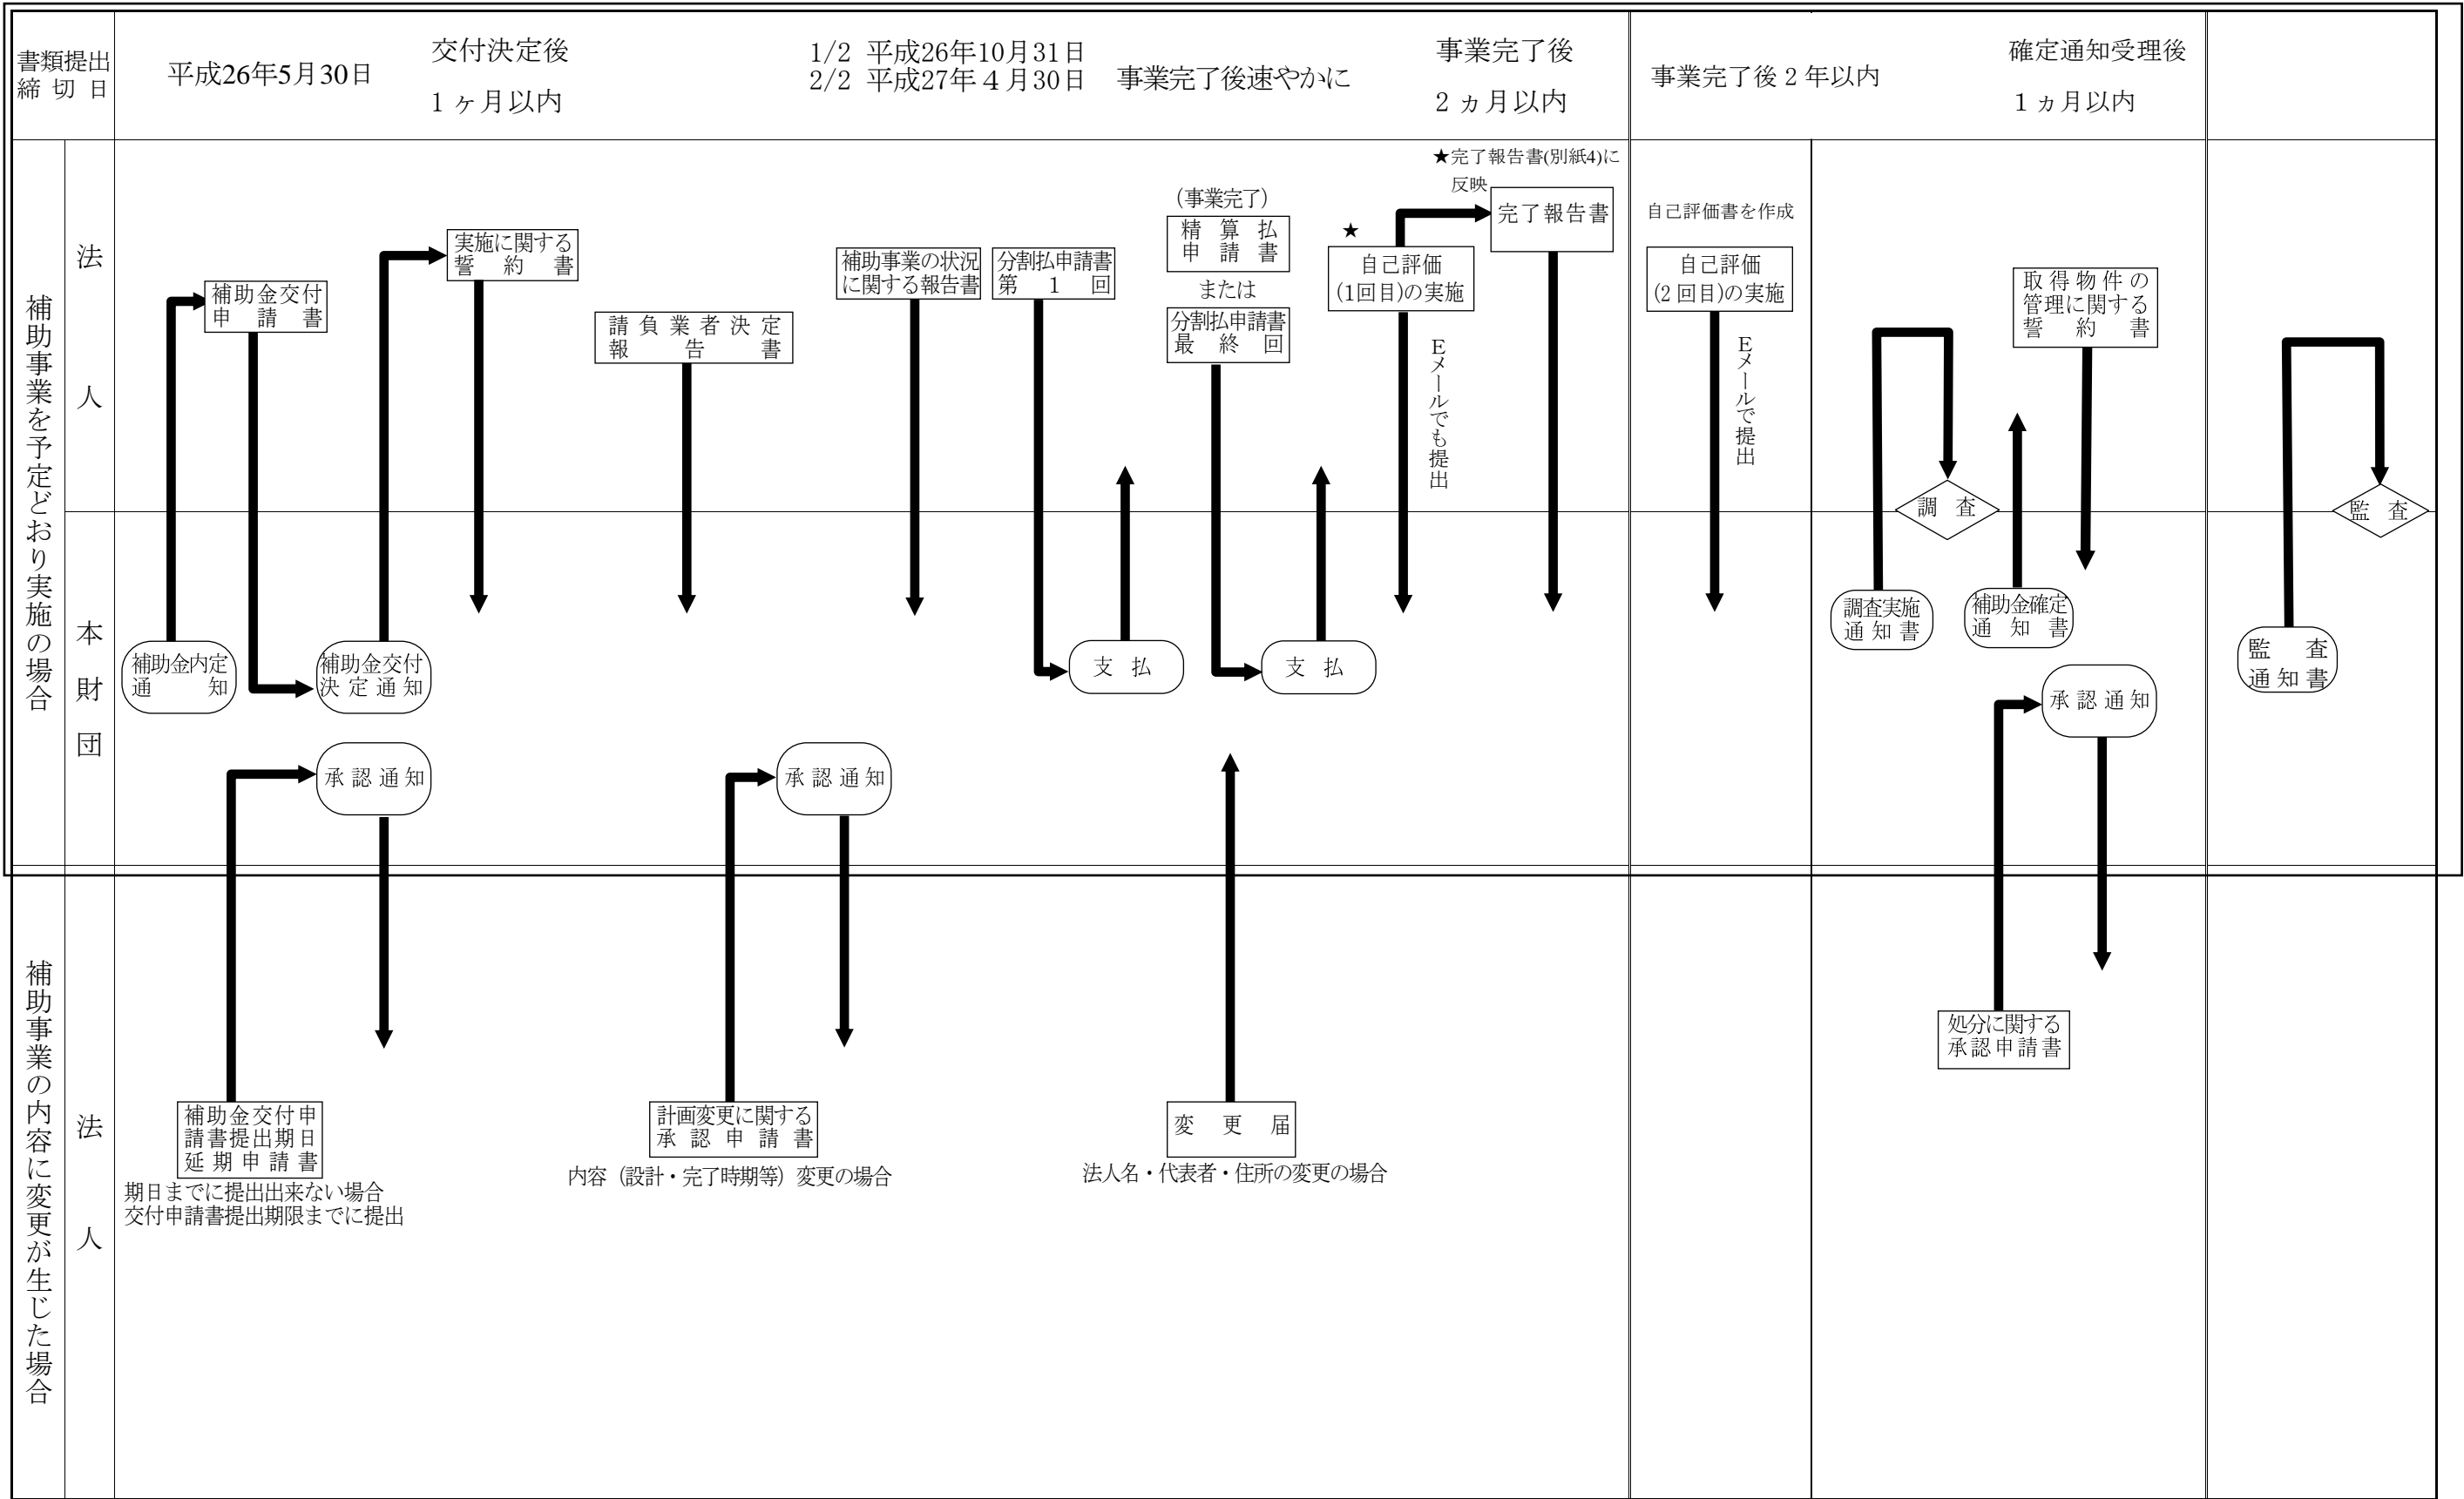 書類提出
締切日
平成26年5月30日
交付決定後
1ヶ月以内
1/2 平成26年10月31日
2/2 平成27年4月30日
事業完了後速やかに
事業完了後
2ヵ月以内
事業完了後2年以内
確定通知受理後
1ヵ月以内
補助事業を予定どおり実施の場合
法人
補助金交付
申請書
実施に関する
誓約書
請負業者決定
報告書
補助事業の状況
に関する報告書
分割払申請書
第1回
(事業完了)
精算払
申請書
または
分割払申請書
最終回
★
自己評価
(1回目)の実施
Eメールでも提出
★完了報告書(別紙4)に
反映
完了報告書
自己評価書を作成
自己評価
(2回目)の実施
Eメールで提出
取得物件の
管理に関する
誓約書
調査
監査
本財団
補助金内定
通知
補助金交付
決定通知
支払
支払
調査実施
通知書
補助金確定
通知書
監査
通知書
承認通知
承認通知
承認通知
補助事業の内容に変更が生じた場合
法人
補助金交付申
請書提出期日
延期申請書
期日までに提出出来ない場合
交付申請書提出期限までに提出
計画変更に関する
承認申請書
内容(設計・完了時期等)変更の場合
変更届
法人名・代表者・住所の変更の場合
処分に関する
承認申請書